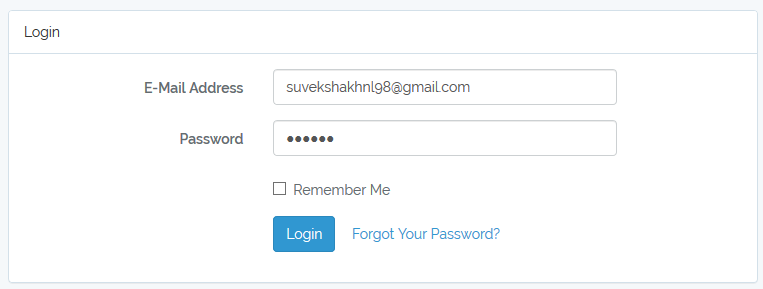 Login
E-Mail Address suvekshakhnl98@gmail.com
Password ●●●●●●
Remember Me
Login Forgot Your Password?